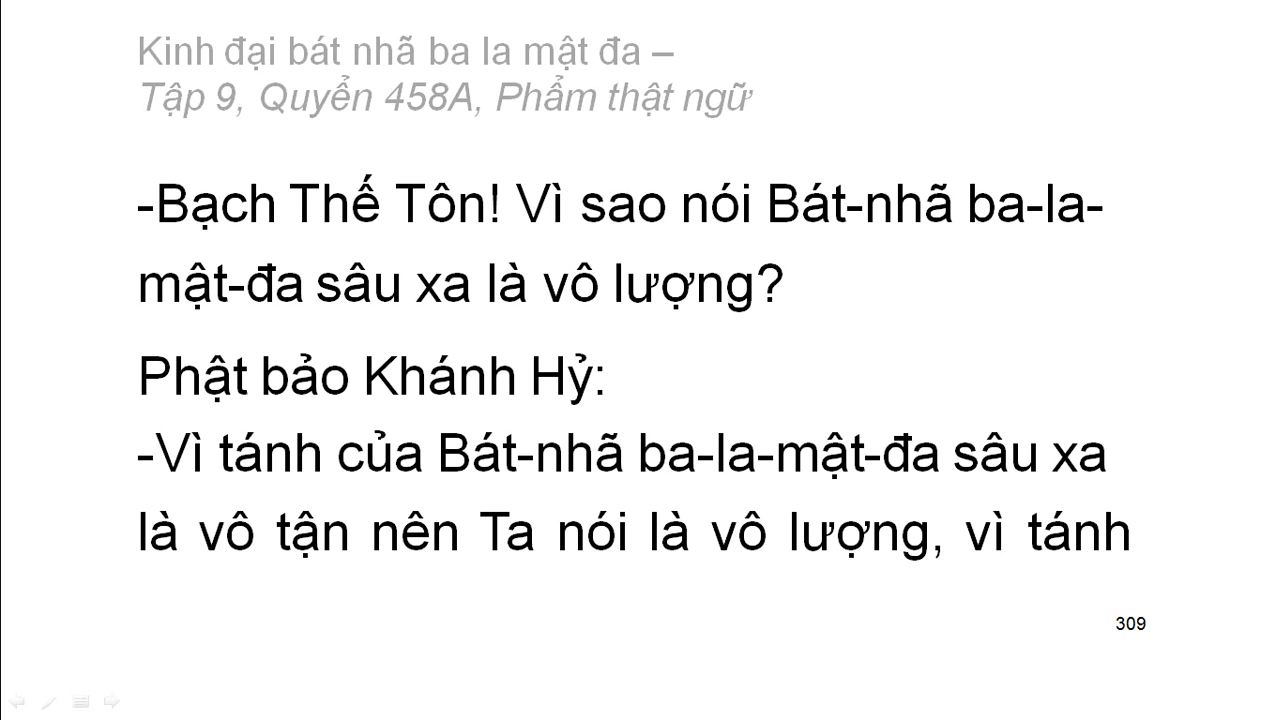 Kinh đại bát nhã ba la mật đa –
Tập 9, Quyển 458A, Phẩm thật ngữ
-Bạch Thế Tôn! Vì sao nói Bát-nhã ba-la-
mật-đa sâu xa là vô lượng?
Phật bảo Khánh Hỷ:
-Vì tánh của Bát-nhã ba-la-mật-đa sâu xa
là vô tận nên Ta nói là vô lượng, vì tánh
309